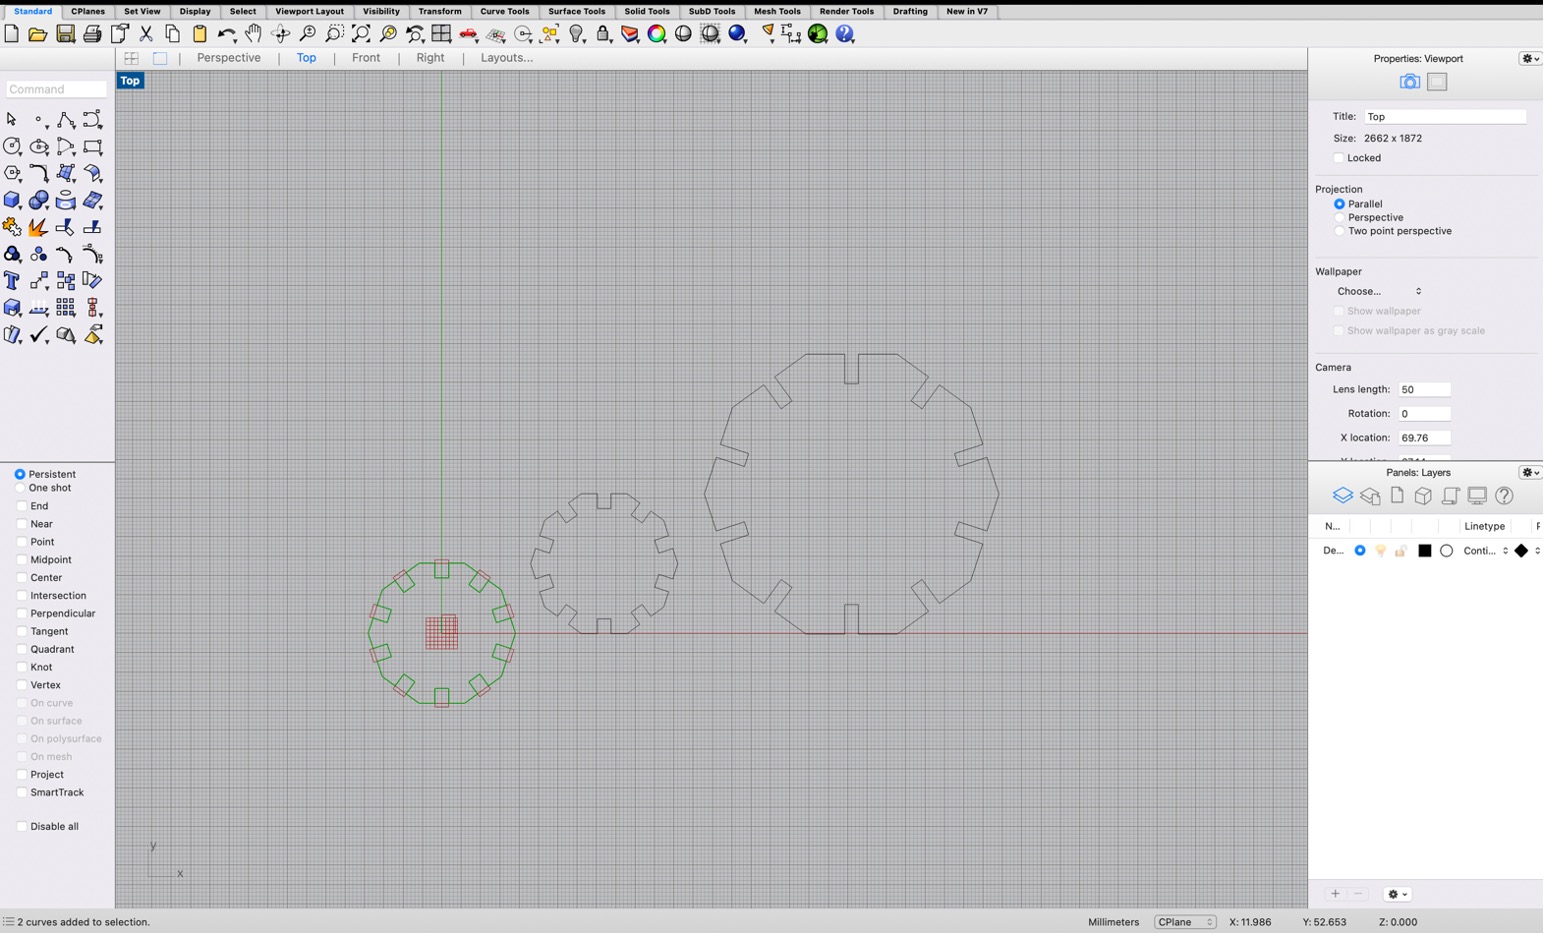 Standard CPlanes Set View Display Select Viewport Layout Visibility Transform Curve Tools Surface Tools Solid Tools SubD Tools Mesh Tools Render Tools Drafting New in V7
Perspective Top Front Right Layouts...
Top
Command
Persistent
One shot
End
Near
Point
Midpoint
Center
Intersection
Perpendicular
Tangent
Quadrant
Knot
Vertex
On curve
On surface
On polysurface
On mesh
Project
SmartTrack
Disable all
y
x
Properties: Viewport
Title: Top
Size: 2662 x 1872
Locked
Projection
Parallel
Perspective
Two point perspective
Wallpaper
Choose...
Show wallpaper
Show wallpaper as gray scale
Camera
Lens length: 50
Rotation: 0
X location: 69.76
Panels: Layers
N... Linetype P
De... Conti...
2 curves added to selection.
Millimeters CPlane X: 11.986 Y: 52.653 Z: 0.000